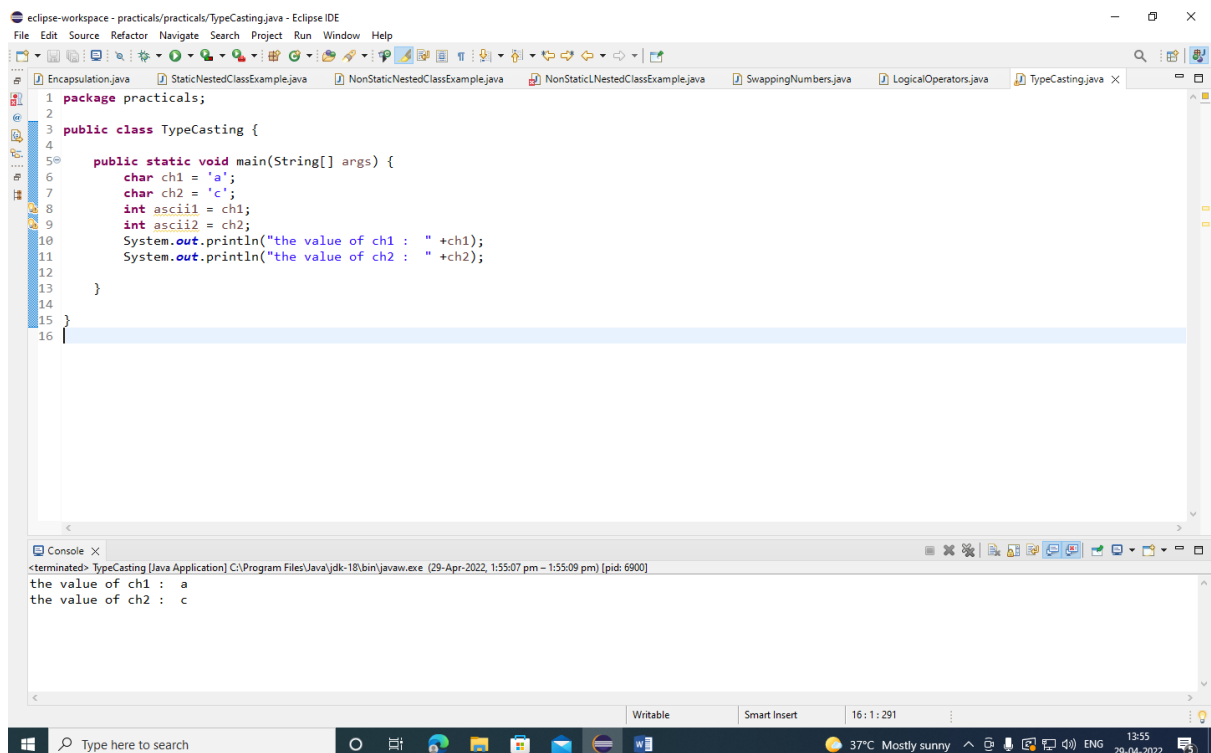 eclipse-workspace - practicals/practicals/TypeCasting.java - Eclipse IDE
File Edit Source Refactor Navigate Search Project Run Window Help
Encapsulation.java StaticNestedClassExample.java NonStaticNestedClassExample.java NonStaticLNestedClassExample.java SwappingNumbers.java LogicalOperators.java TypeCasting.java
1 package practicals;
2
3 public class TypeCasting {
4
5 public static void main(String[] args) {
6 char ch1 = 'a';
7 char ch2 = 'c';
8 int ascii1 = ch1;
9 int ascii2 = ch2;
10 System.out.println("the value of ch1 :  " +ch1);
11 System.out.println("the value of ch2 :  " +ch2);
12
13 }
14
15 }
16
Console
<terminated> TypeCasting [Java Application] C:\Program Files\Java\jdk-18\bin\javaw.exe (29-Apr-2022, 1:55:07 pm – 1:55:09 pm) [pid: 6900]
the value of ch1 :  a
the value of ch2 :  c
Writable Smart Insert 16 : 1 : 291
Type here to search 37°C Mostly sunny ENG 13:55
29-04-2022 5